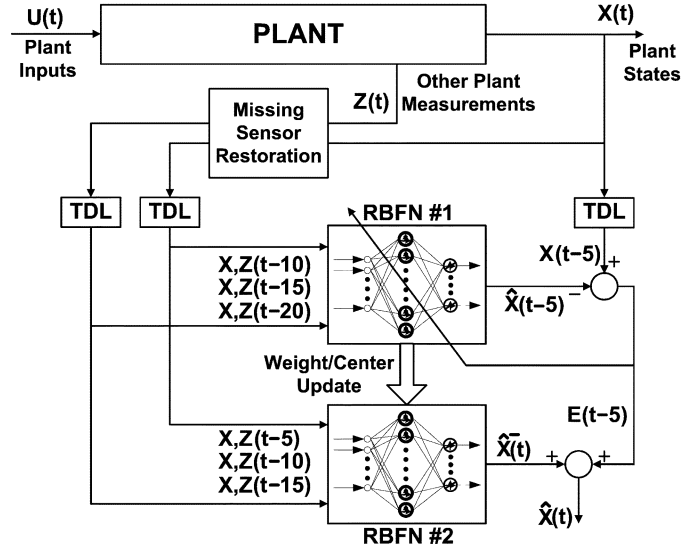 U(t)
Plant
Inputs
PLANT
X(t)
Plant
States
Z(t)
Other Plant
Measurements
Missing
Sensor
Restoration
TDL
TDL
TDL
RBFN #1
X,Z(t−10)
X,Z(t−15)
X,Z(t−20)
X(t−5)
+
X̂(t−5)
−
Weight/Center
Update
E(t−5)
X,Z(t−5)
X,Z(t−10)
X,Z(t−15)
X̂⁻(t)
+
+
X̂(t)
RBFN #2